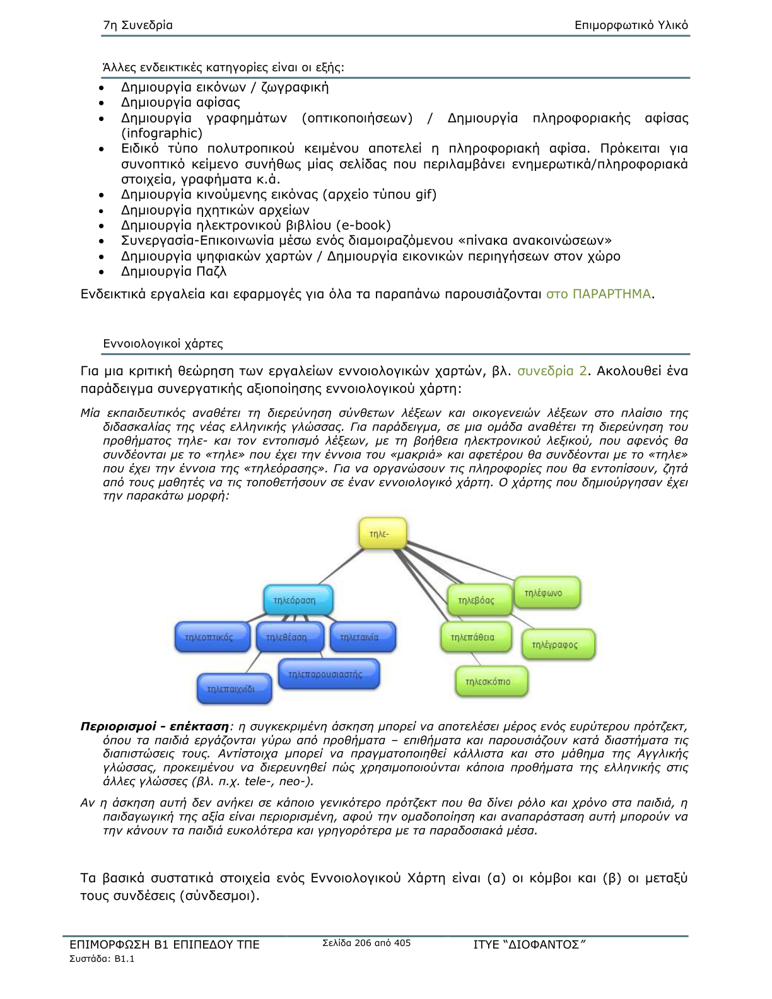 7η Συνεδρία Επιμορφωτικό Υλικό
Άλλες ενδεικτικές κατηγορίες είναι οι εξής:
• Δημιουργία εικόνων / ζωγραφική
• Δημιουργία αφίσας
• Δημιουργία γραφημάτων (οπτικοποιήσεων) / Δημιουργία πληροφοριακής αφίσας
(infographic)
• Ειδικό τύπο πολυτροπικού κειμένου αποτελεί η πληροφοριακή αφίσα. Πρόκειται για
συνοπτικό κείμενο συνήθως μίας σελίδας που περιλαμβάνει ενημερωτικά/πληροφοριακά
στοιχεία, γραφήματα κ.ά.
• Δημιουργία κινούμενης εικόνας (αρχείο τύπου gif)
• Δημιουργία ηχητικών αρχείων
• Δημιουργία ηλεκτρονικού βιβλίου (e-book)
• Συνεργασία-Επικοινωνία μέσω ενός διαμοιραζόμενου «πίνακα ανακοινώσεων»
• Δημιουργία ψηφιακών χαρτών / Δημιουργία εικονικών περιηγήσεων στον χώρο
• Δημιουργία Παζλ
Ενδεικτικά εργαλεία και εφαρμογές για όλα τα παραπάνω παρουσιάζονται στο ΠΑΡΑΡΤΗΜΑ.
Εννοιολογικοί χάρτες
Για μια κριτική θεώρηση των εργαλείων εννοιολογικών χαρτών, βλ. συνεδρία 2. Ακολουθεί ένα
παράδειγμα συνεργατικής αξιοποίησης εννοιολογικού χάρτη:
Μία εκπαιδευτικός αναθέτει τη διερεύνηση σύνθετων λέξεων και οικογενειών λέξεων στο πλαίσιο της
διδασκαλίας της νέας ελληνικής γλώσσας. Για παράδειγμα, σε μια ομάδα αναθέτει τη διερεύνηση του
προθήματος τηλε- και τον εντοπισμό λέξεων, με τη βοήθεια ηλεκτρονικού λεξικού, που αφενός θα
συνδέονται με το «τηλε» που έχει την έννοια του «μακριά» και αφετέρου θα συνδέονται με το «τηλε»
που έχει την έννοια της «τηλεόρασης». Για να οργανώσουν τις πληροφορίες που θα εντοπίσουν, ζητά
από τους μαθητές να τις τοποθετήσουν σε έναν εννοιολογικό χάρτη. Ο χάρτης που δημιούργησαν έχει
την παρακάτω μορφή:
τηλε-
τηλεόραση τηλεβόας τηλέφωνο
τηλεοπτικός τηλεθέαση τηλεταινία τηλεπάθεια τηλέγραφος
τηλεπαιχνίδι τηλεπαρουσιαστής τηλεσκόπιο
Περιορισμοί - επέκταση: η συγκεκριμένη άσκηση μπορεί να αποτελέσει μέρος ενός ευρύτερου πρότζεκτ,
όπου τα παιδιά εργάζονται γύρω από προθήματα – επιθήματα και παρουσιάζουν κατά διαστήματα τις
διαπιστώσεις τους. Αντίστοιχα μπορεί να πραγματοποιηθεί κάλλιστα και στο μάθημα της Αγγλικής
γλώσσας, προκειμένου να διερευνηθεί πώς χρησιμοποιούνται κάποια προθήματα της ελληνικής στις
άλλες γλώσσες (βλ. π.χ. tele-, neo-).
Αν η άσκηση αυτή δεν ανήκει σε κάποιο γενικότερο πρότζεκτ που θα δίνει ρόλο και χρόνο στα παιδιά, η
παιδαγωγική της αξία είναι περιορισμένη, αφού την ομαδοποίηση και αναπαράσταση αυτή μπορούν να
την κάνουν τα παιδιά ευκολότερα και γρηγορότερα με τα παραδοσιακά μέσα.
Τα βασικά συστατικά στοιχεία ενός Εννοιολογικού Χάρτη είναι (α) οι κόμβοι και (β) οι μεταξύ
τους συνδέσεις (σύνδεσμοι).
ΕΠΙΜΟΡΦΩΣΗ Β1 ΕΠΙΠΕΔΟΥ ΤΠΕ Σελίδα 206 από 405 ΙΤΥΕ “ΔΙΟΦΑΝΤΟΣ”
Συστάδα: Β1.1